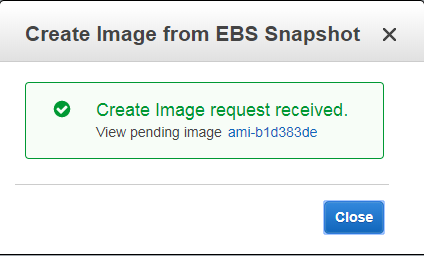 Create Image from EBS Snapshot
Create Image request received.
View pending image ami-b1d383de
Close